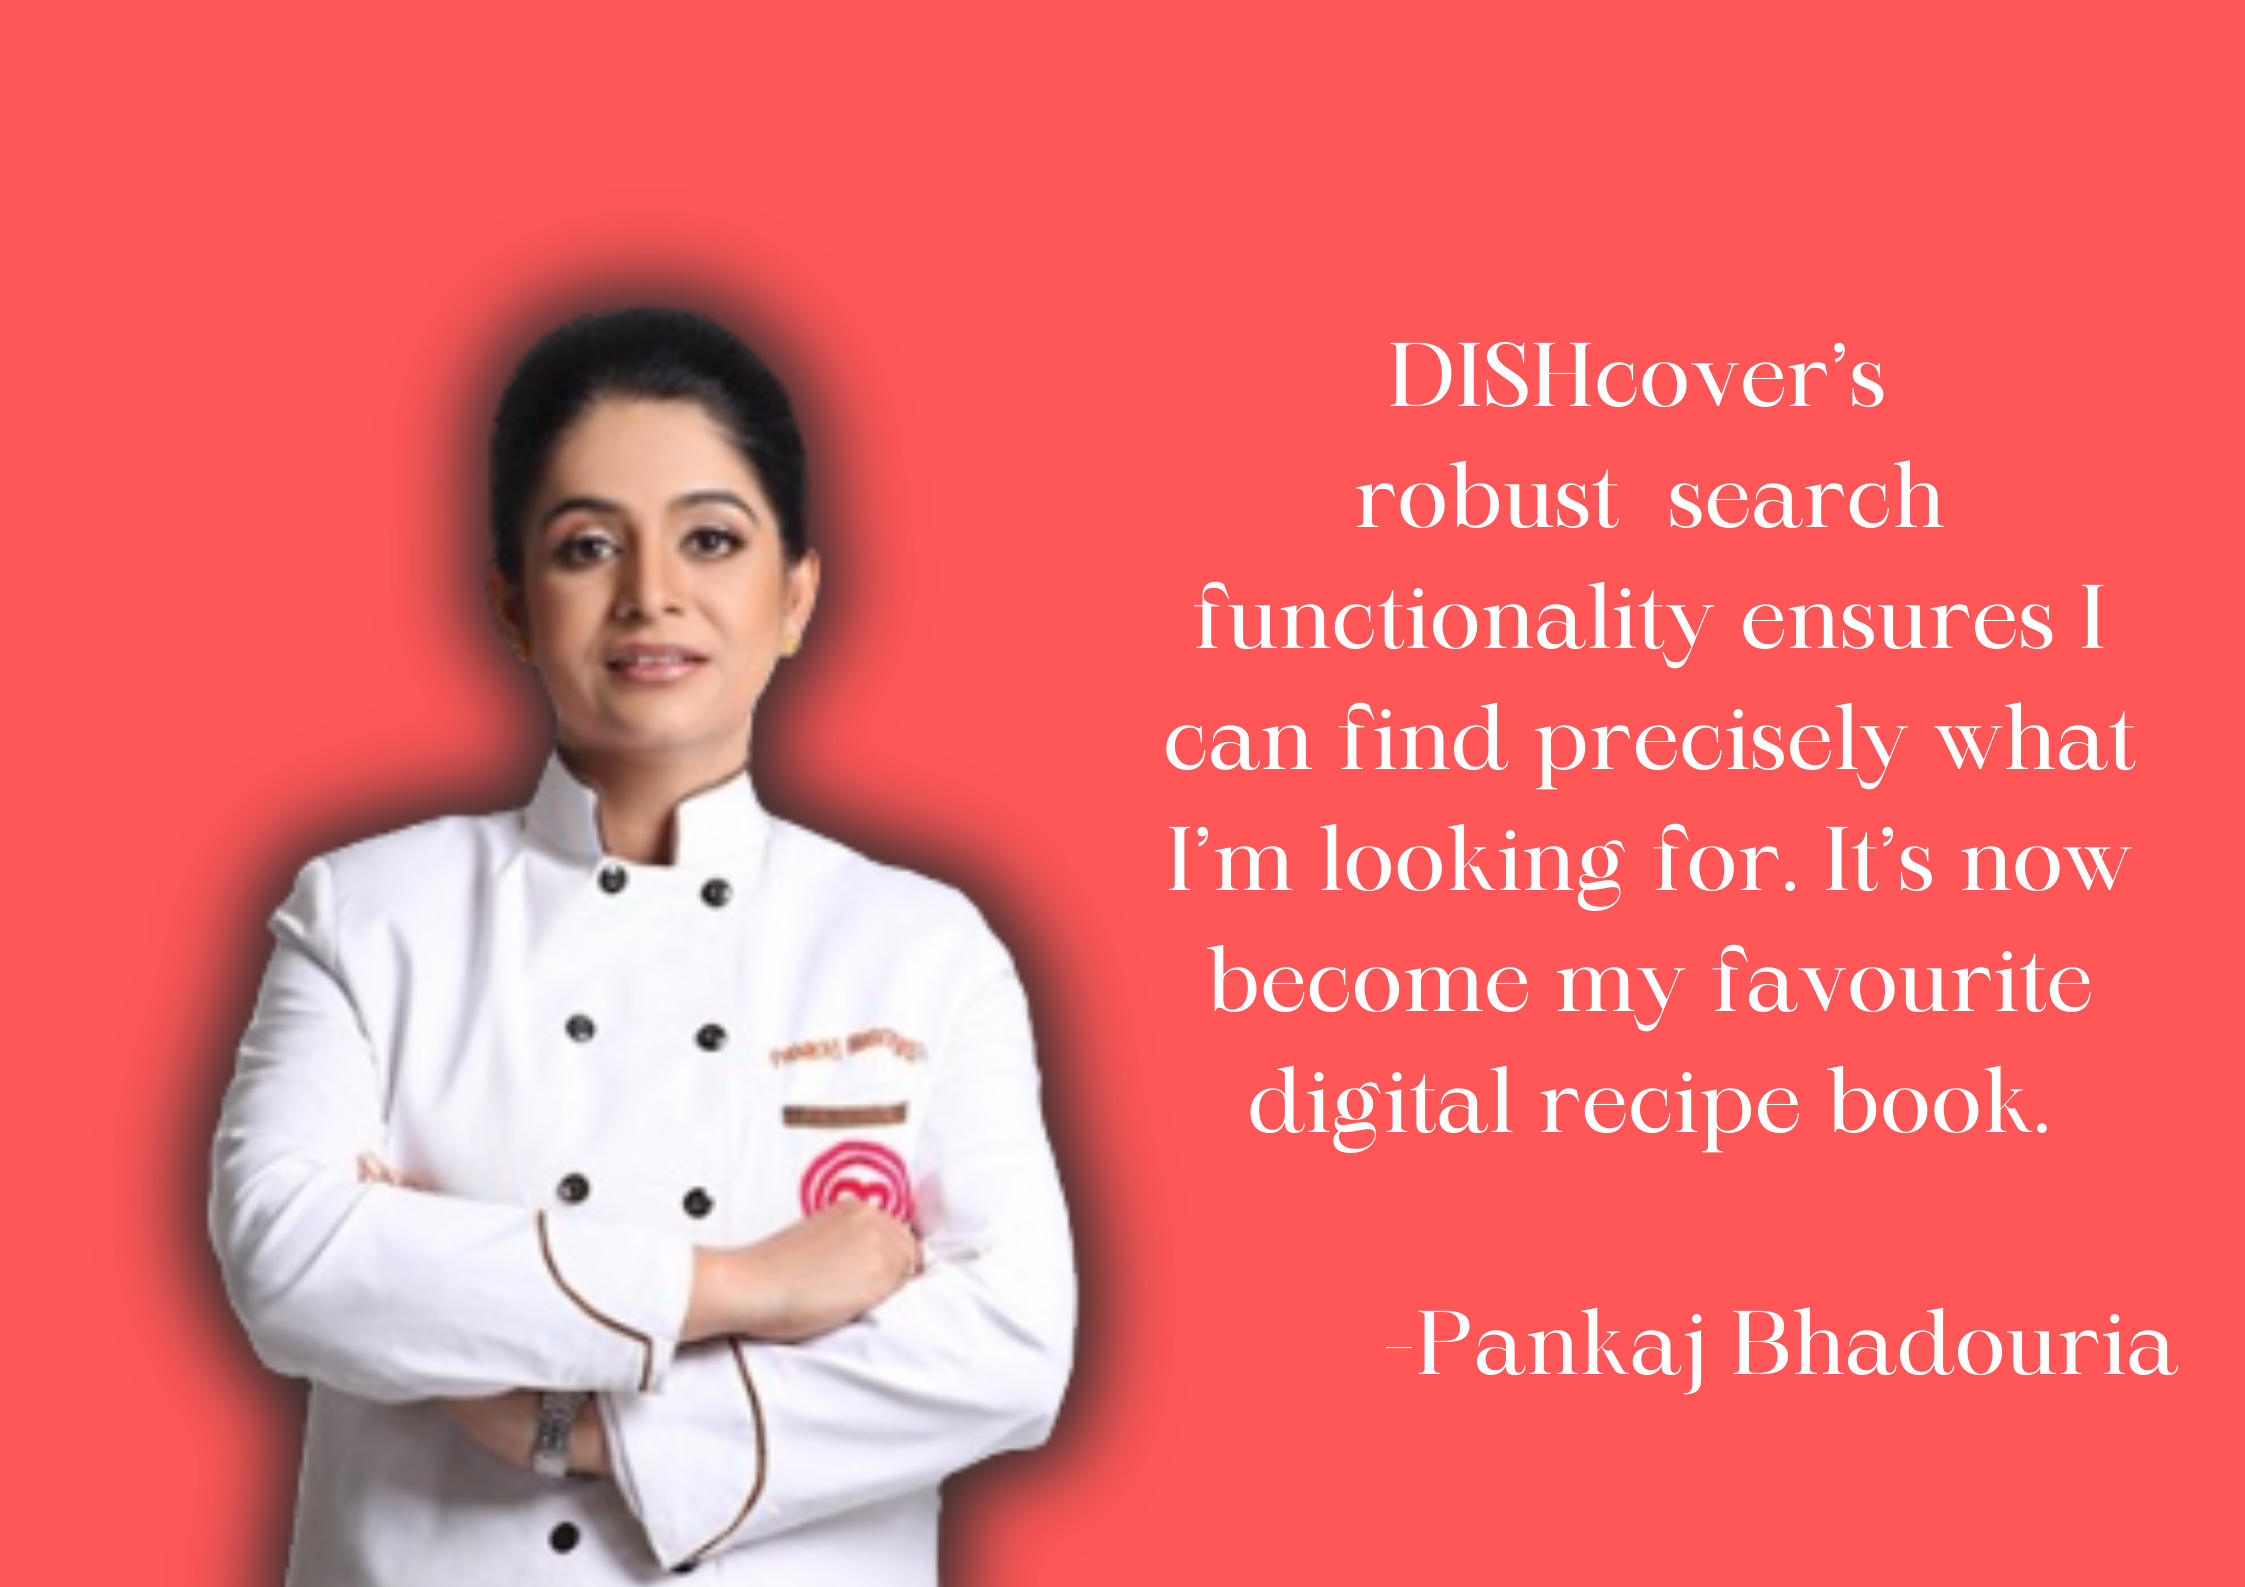 DISHcover’s
robust  search
functionality ensures I
can find precisely what
I’m looking for. It’s now
become my favourite
digital recipe book.
-Pankaj Bhadouria